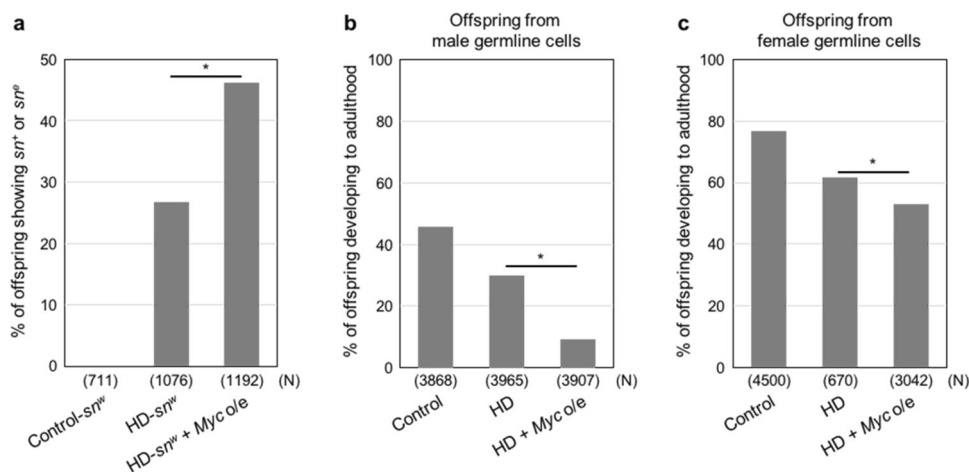 a
% of offspring showing sn⁺ or snᵉ
50
40
30
20
10
0
*
(711) (1076) (1192) (N)
Control-snʷ
HD-snʷ
HD-snʷ + Myc o/e
b
Offspring from
male germline cells
% of offspring developing to adulthood
100
80
60
40
20
0
*
(3868) (3965) (3907) (N)
Control
HD
HD + Myc o/e
c
Offspring from
female germline cells
% of offspring developing to adulthood
100
80
60
40
20
0
*
(4500) (670) (3042) (N)
Control
HD
HD + Myc o/e